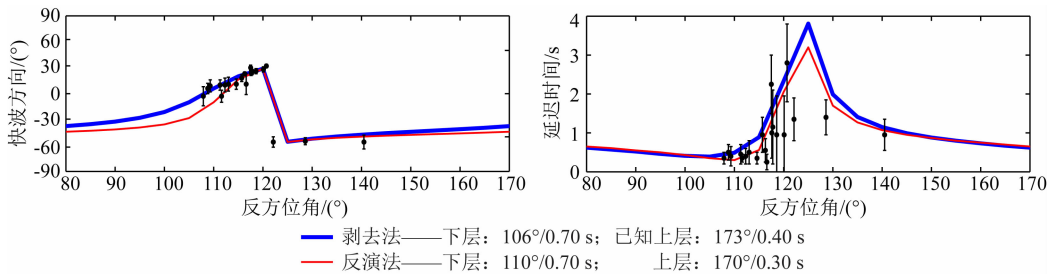 90
60
30
0
-30
-60
-90
快波方向/(°)
80 90 100 110 120 130 140 150 160 170
反方位角/(°)
4
3
2
1
0
延迟时间/s
80 90 100 110 120 130 140 150 160 170
反方位角/(°)
剥去法——下层：106°/0.70 s；已知上层：173°/0.40 s
反演法——下层：110°/0.70 s； 上层：170°/0.30 s